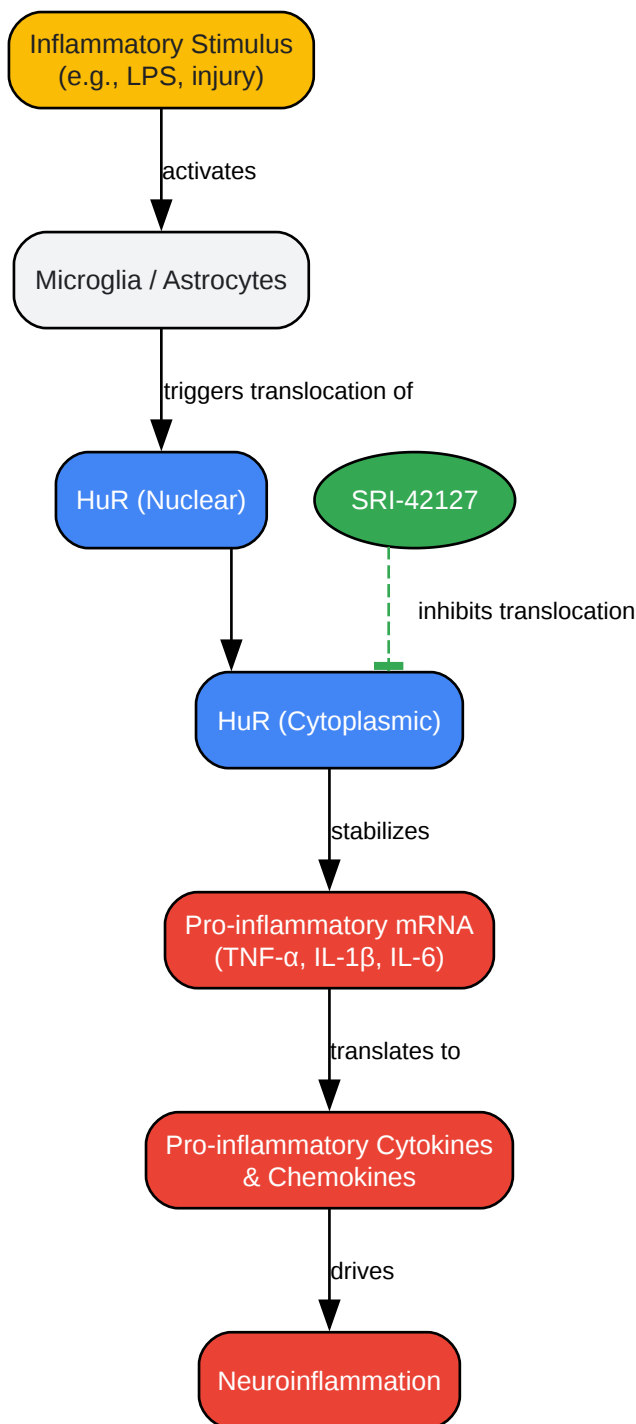 Inflammatory Stimulus
(e.g., LPS, injury)
activates
Microglia / Astrocytes
triggers translocation of
HuR (Nuclear)
SRI-42127
inhibits translocation
HuR (Cytoplasmic)
stabilizes
Pro-inflammatory mRNA
(TNF-α, IL-1β, IL-6)
translates to
Pro-inflammatory Cytokines
& Chemokines
drives
Neuroinflammation